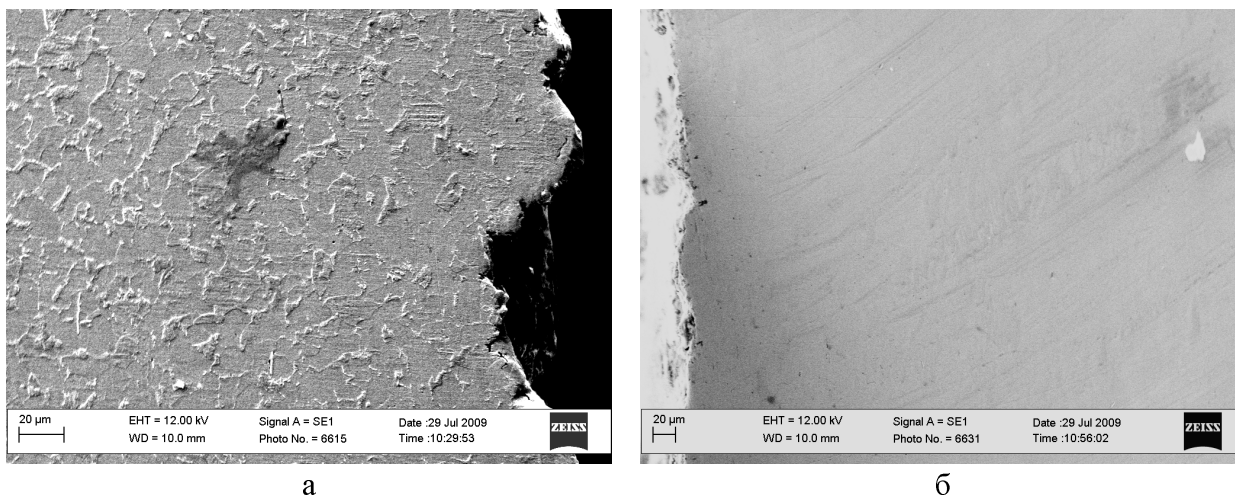 20 µm EHT = 12.00 kV Signal A = SE1 Date :29 Jul 2009 ZEISS
WD = 10.0 mm Photo No. = 6615 Time :10:29:53
20 µm EHT = 12.00 kV Signal A = SE1 Date :29 Jul 2009 ZEISS
WD = 10.0 mm Photo No. = 6631 Time :10:56:02
а б